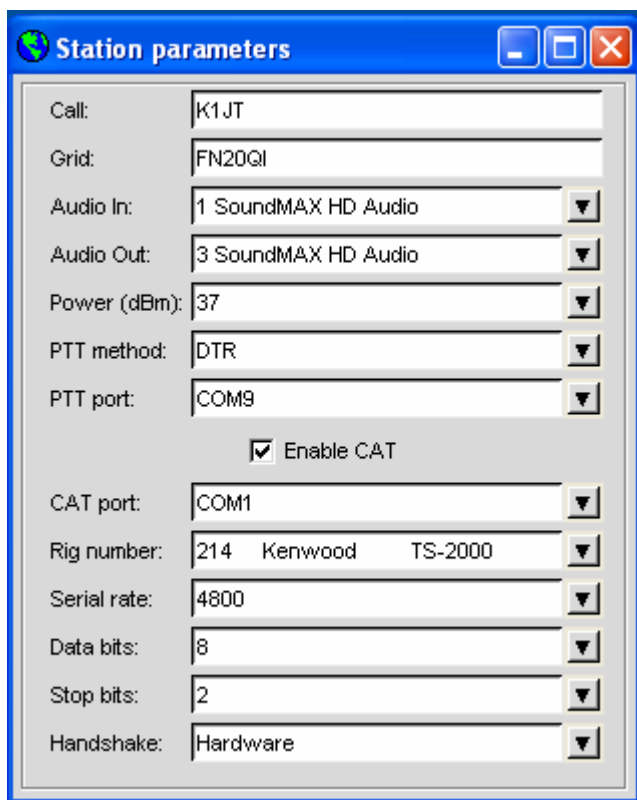 Station parameters
Call: K1JT
Grid: FN20QI
Audio In: 1 SoundMAX HD Audio
Audio Out: 3 SoundMAX HD Audio
Power (dBm): 37
PTT method: DTR
PTT port: COM9
Enable CAT
CAT port: COM1
Rig number: 214 Kenwood TS-2000
Serial rate: 4800
Data bits: 8
Stop bits: 2
Handshake: Hardware